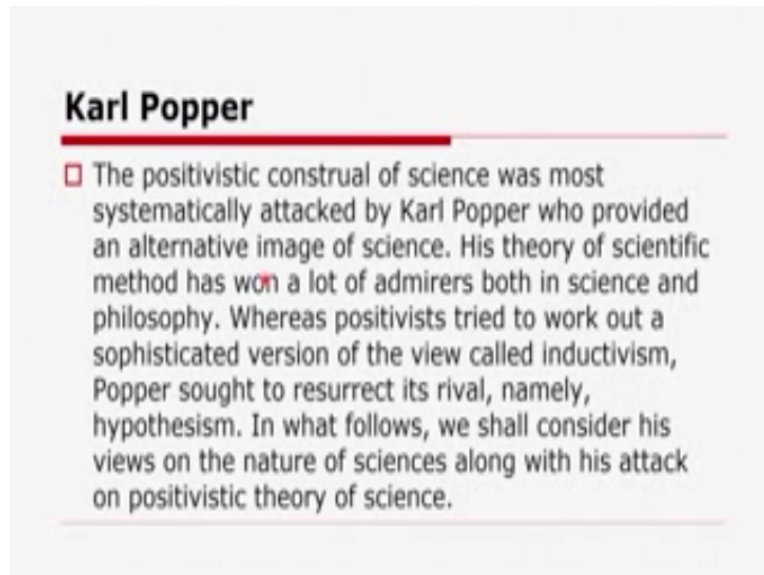 Karl Popper
The positivistic construal of science was most
systematically attacked by Karl Popper who provided
an alternative image of science. His theory of scientific
method has won a lot of admirers both in science and
philosophy. Whereas positivists tried to work out a
sophisticated version of the view called inductivism,
Popper sought to resurrect its rival, namely,
hypothesism. In what follows, we shall consider his
views on the nature of sciences along with his attack
on positivistic theory of science.